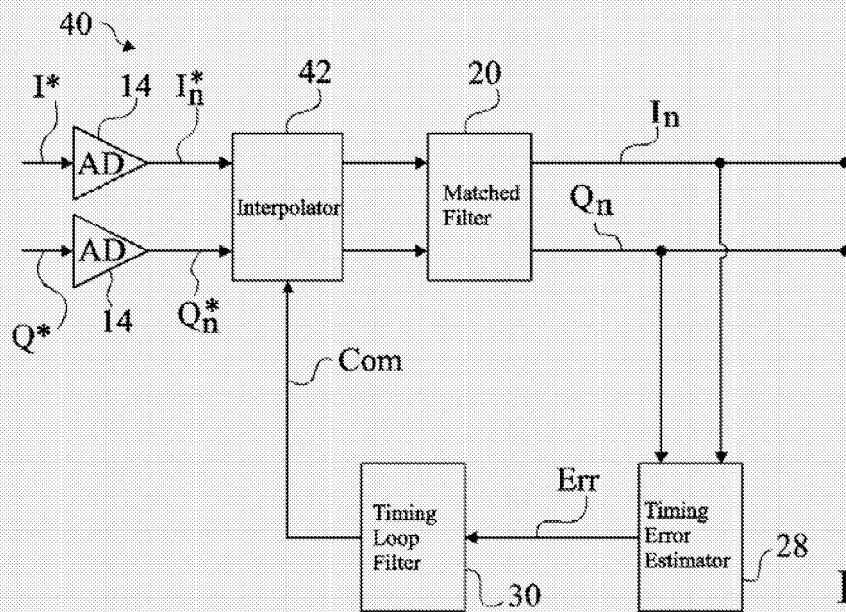 40
I*
14
I*n
42
20
In
AD
Interpolator
Matched
Filter
Qn
AD
Q*
14
Q*n
Com
Err
Timing
Loop
Filter
Timing
Error
Estimator
28
30